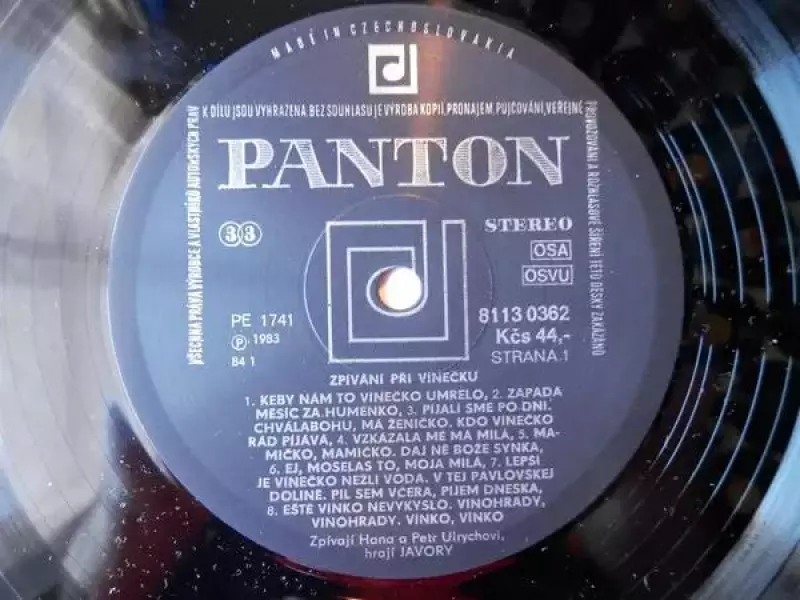 MADE IN CZECHOSLOVAKIA
VŠECHNA PRÁVA VÝROBCE A VLASTNÍKŮ AUTORSKÝCH PRÁV
K DÍLU JSOU VYHRAZENA. BEZ SOUHLASU JE VÝROBA KOPIÍ, PRONÁJEM, PŮJČOVÁNÍ, VEŘEJNÉ
PROVOZOVÁNÍ A ROZHLASOVÉ ŠÍŘENÍ TÉTO DESKY ZAKÁZÁNO
PANTON
33
STEREO
OSA
OSVU
PE 1741
Ⓟ 1983
84 1
8113 0362
Kčs 44,-
STRANA 1
ZPÍVÁNÍ PŘI VÍNEČKU
1. KEBY NÁM TO VÍNEČKO UMRELO, 2. ZAPADÁ
MĚSÍC ZA HUMENKO, 3. PIJALI SME PO DNI.
CHVÁLABOHU, MÁ ŽENIČKO. KDO VÍNEČKO
RÁD PIJÁVÁ, 4. VZKÁZALA MĚ MÁ MILÁ, 5. MA-
MIČKO, MAMIČKO. DAJ NĚ BOŽE SYNKA,
6. EJ, MOSELAS TO, MOJA MILÁ, 7. LEPŠÍ
JE VÍNEČKO NEŽLI VODA. V TEJ PAVLOVSKEJ
DOLINĚ. PIL SEM VČERA, PIJEM DNESKA,
8. EŠTĚ VÍNKO NEVYKYSLO. VINOHRADY,
VINOHRADY. VÍNKO, VÍNKO
Zpívají Hana a Petr Ulrychovi,
hrají JAVORY